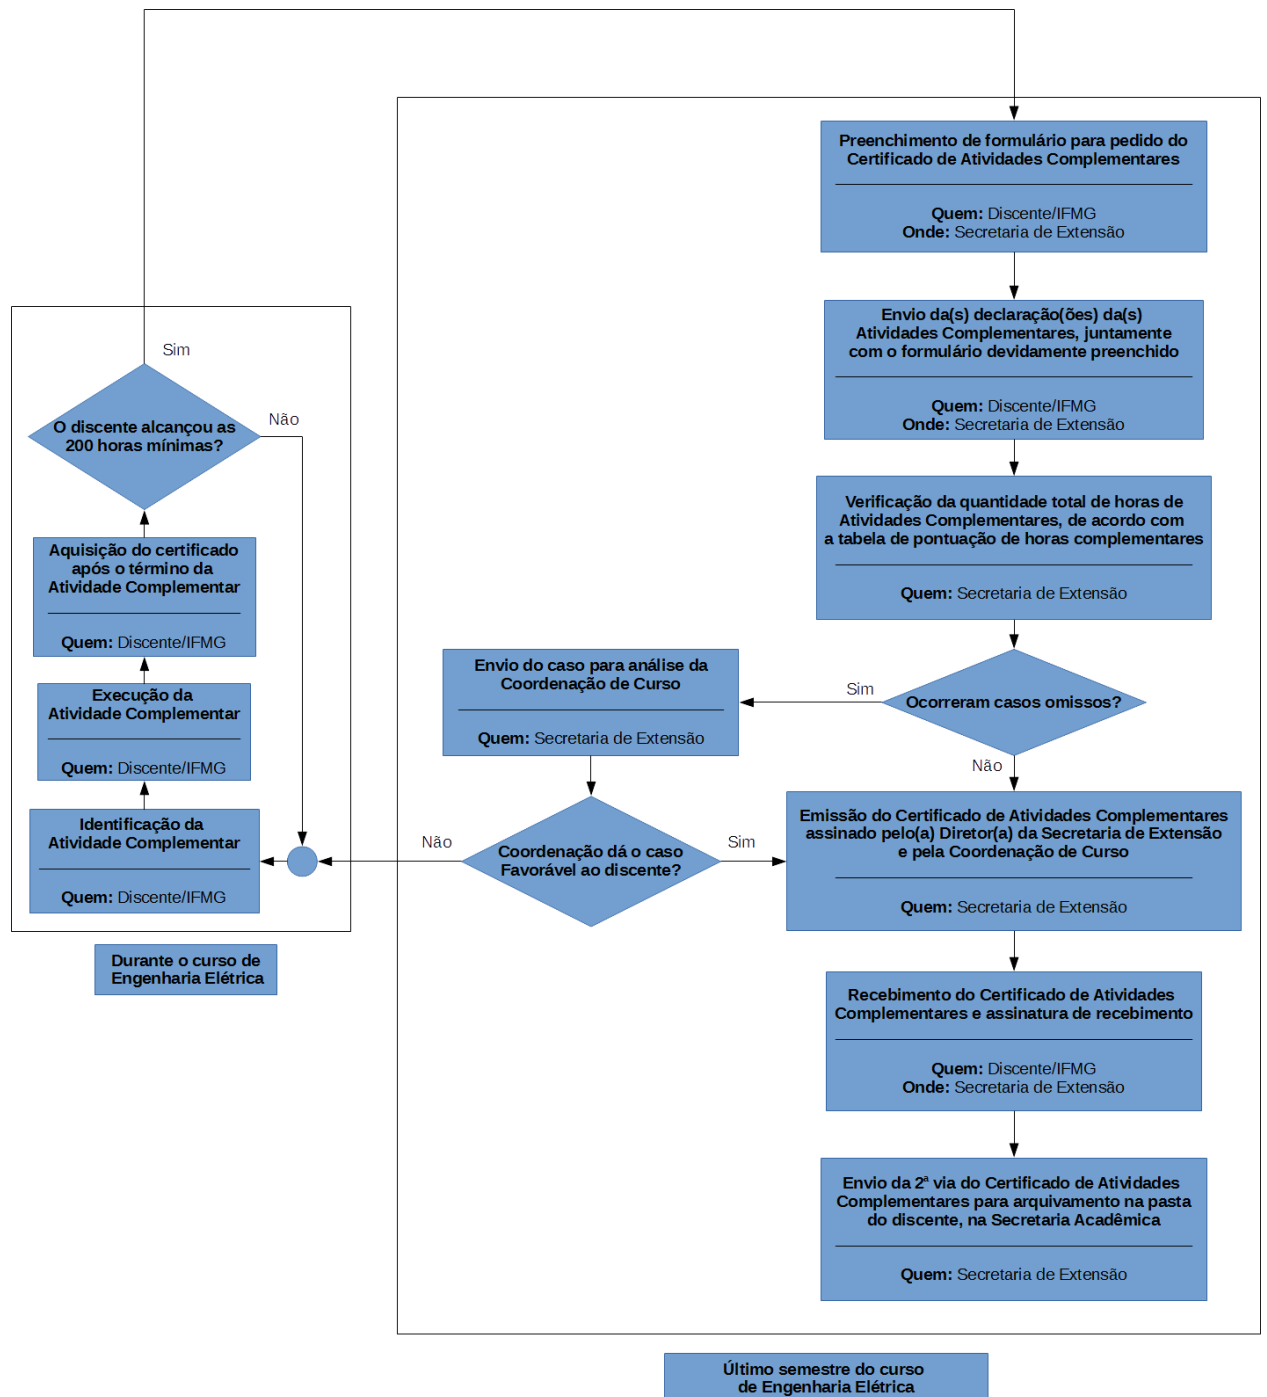 Preenchimento de formulário para pedido do
Certificado de Atividades Complementares
Quem: Discente/IFMG
Onde: Secretaria de Extensão
Envio da(s) declaração(ões) da(s)
Atividades Complementares, juntamente
com o formulário devidamente preenchido
Quem: Discente/IFMG
Onde: Secretaria de Extensão
Sim
Não
O discente alcançou as
200 horas mínimas?
Verificação da quantidade total de horas de
Atividades Complementares, de acordo com
a tabela de pontuação de horas complementares
Quem: Secretaria de Extensão
Aquisição do certificado
após o término da
Atividade Complementar
Quem: Discente/IFMG
Envio do caso para análise da
Coordenação de Curso
Quem: Secretaria de Extensão
Sim
Ocorreram casos omissos?
Não
Execução da
Atividade Complementar
Quem: Discente/IFMG
Identificação da
Atividade Complementar
Quem: Discente/IFMG
Não
Coordenação dá o caso
Favorável ao discente?
Sim
Emissão do Certificado de Atividades Complementares
assinado pelo(a) Diretor(a) da Secretaria de Extensão
e pela Coordenação de Curso
Quem: Secretaria de Extensão
Durante o curso de
Engenharia Elétrica
Recebimento do Certificado de Atividades
Complementares e assinatura de recebimento
Quem: Discente/IFMG
Onde: Secretaria de Extensão
Envio da 2ª via do Certificado de Atividades
Complementares para arquivamento na pasta
do discente, na Secretaria Acadêmica
Quem: Secretaria de Extensão
Último semestre do curso
de Engenharia Elétrica